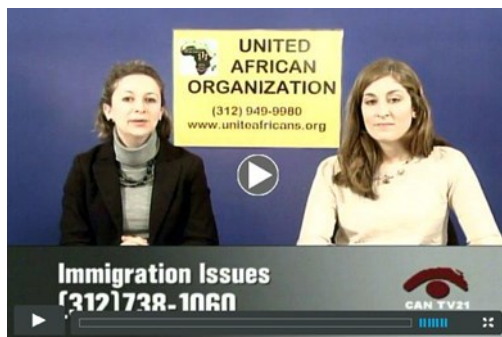 UNITED
AFRICAN
ORGANIZATION
(312) 949-9980
www.uniteafricans.org
Immigration Issues
(312)738-1060
CAN TV21